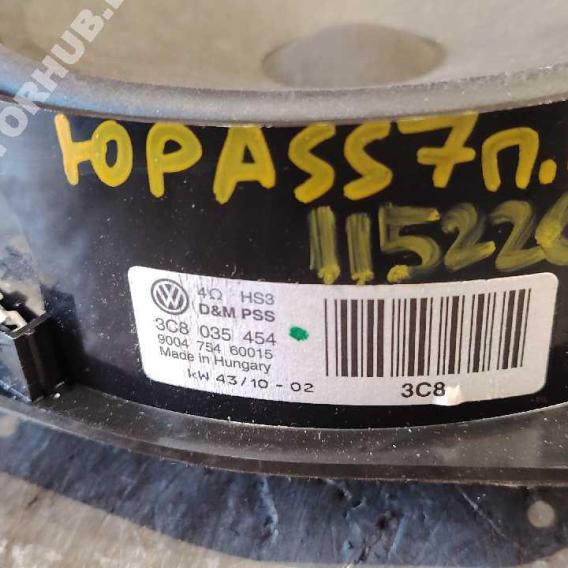 ЮPASS7п.
115226
4Ω HS3
D&M PSS
3C8 035 454
9004 754 60015
Made in Hungary
KW 43/10 - 02
3C8